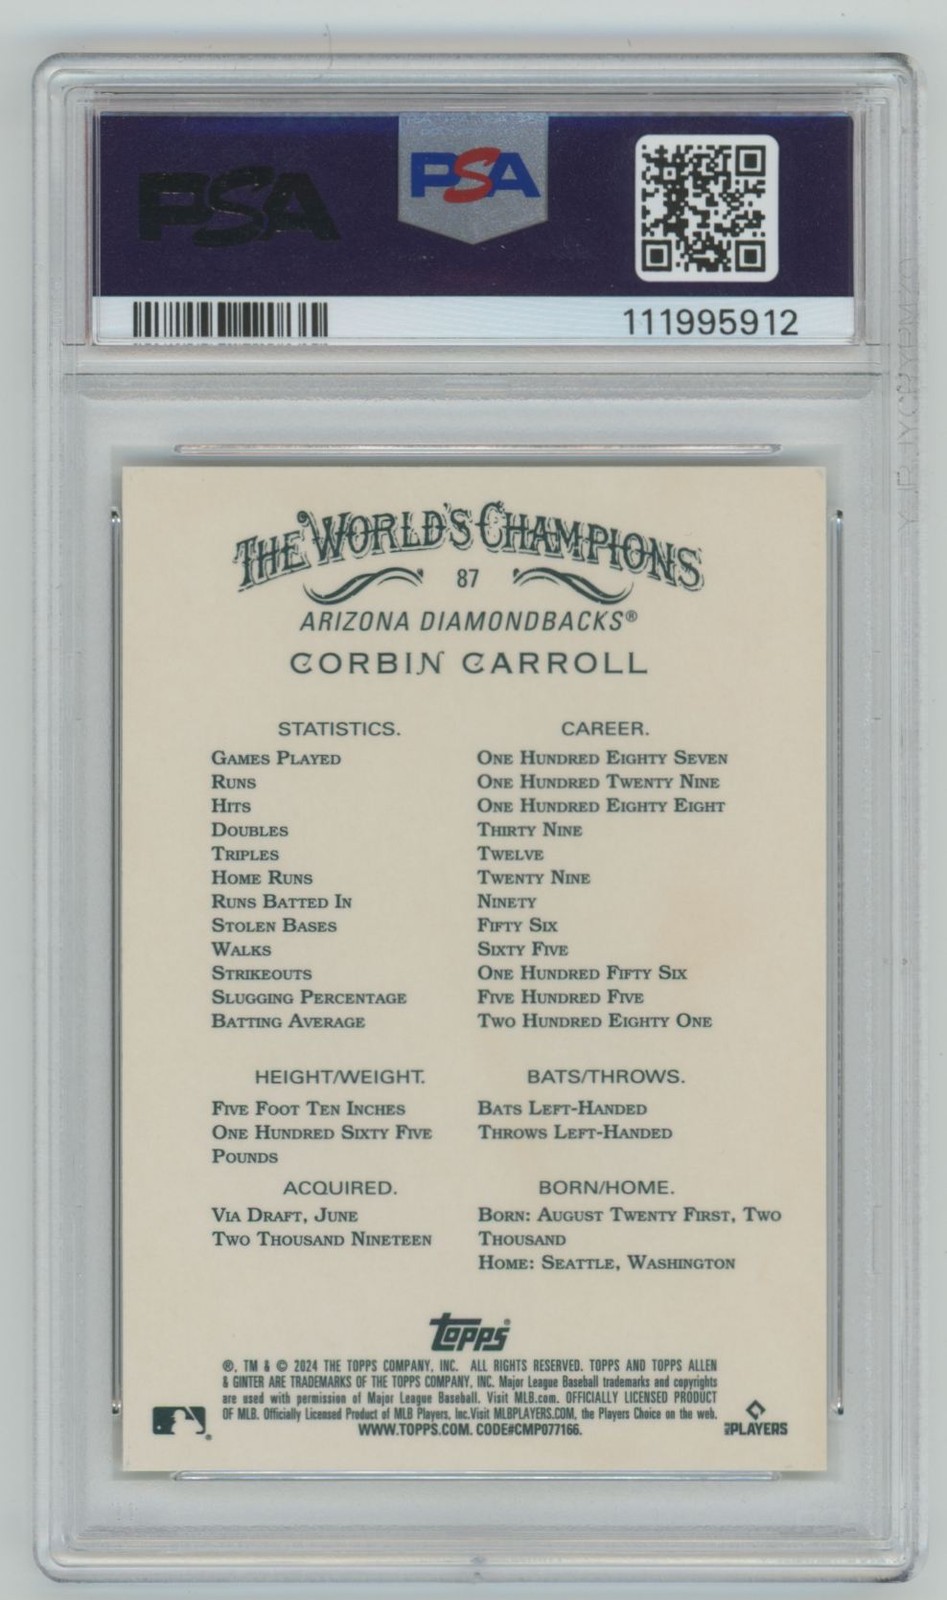 PSA
PSA
111995912
THE WORLD'S CHAMPIONS
87
ARIZONA DIAMONDBACKS®
CORBIN CARROLL
STATISTICS. CAREER.
GAMES PLAYED ONE HUNDRED EIGHTY SEVEN
RUNS ONE HUNDRED TWENTY NINE
HITS ONE HUNDRED EIGHTY EIGHT
DOUBLES THIRTY NINE
TRIPLES TWELVE
HOME RUNS TWENTY NINE
RUNS BATTED IN NINETY
STOLEN BASES FIFTY SIX
WALKS SIXTY FIVE
STRIKEOUTS ONE HUNDRED FIFTY SIX
SLUGGING PERCENTAGE FIVE HUNDRED FIVE
BATTING AVERAGE TWO HUNDRED EIGHTY ONE
HEIGHT/WEIGHT.
FIVE FOOT TEN INCHES
ONE HUNDRED SIXTY FIVE
POUNDS
BATS/THROWS.
BATS LEFT-HANDED
THROWS LEFT-HANDED
ACQUIRED.
VIA DRAFT, JUNE
TWO THOUSAND NINETEEN
BORN/HOME.
BORN: AUGUST TWENTY FIRST, TWO
THOUSAND
HOME: SEATTLE, WASHINGTON
Topps®
®, TM & © 2024 THE TOPPS COMPANY, INC. ALL RIGHTS RESERVED. TOPPS AND TOPPS ALLEN
& GINTER ARE TRADEMARKS OF THE TOPPS COMPANY, INC. Major League Baseball trademarks and copyrights
are used with permission of Major League Baseball. Visit MLB.com. OFFICIALLY LICENSED PRODUCT
OF MLB. Officially Licensed Product of MLB Players, Inc.Visit MLBPLAYERS.COM, the Players Choice on the web.
WWW.TOPPS.COM. CODE#CMP077166.
PLAYERS